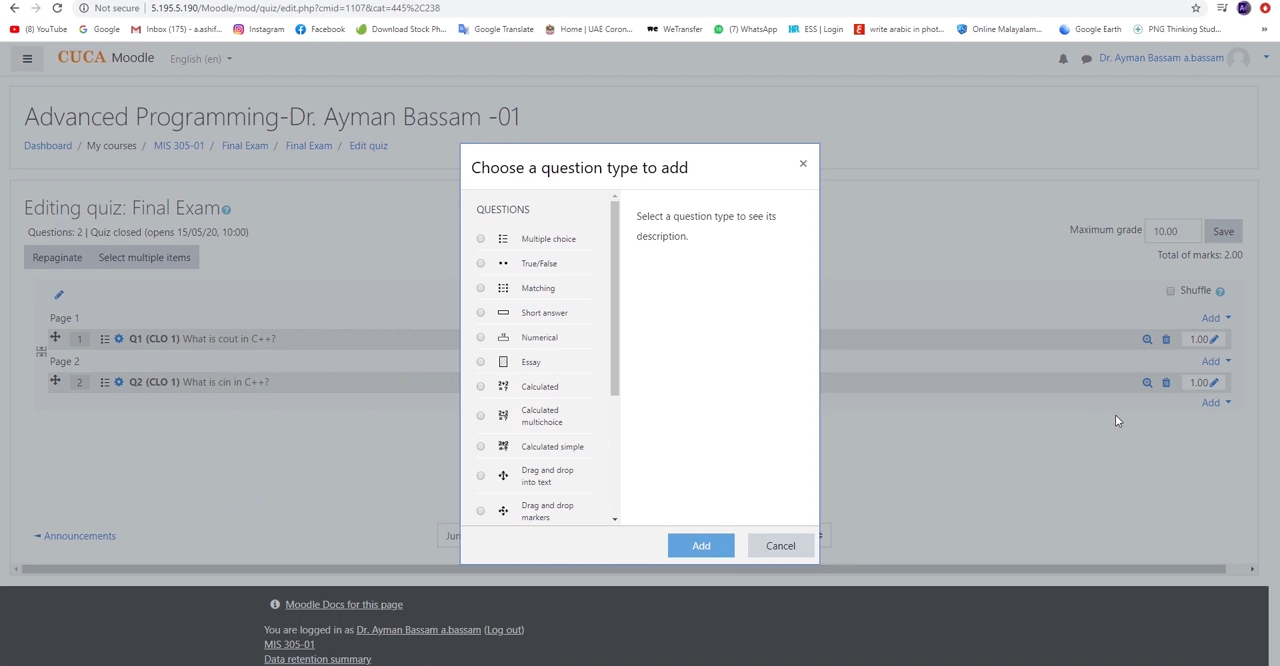 Not secure | 5.195.5.190/Moodle/mod/quiz/edit.php?cmid=1107&cat=445%2C238
(8) YouTube Google Inbox (175) - a.ashif... Instagram Facebook Download Stock Ph... Google Translate Home | UAE Coron... WeTransfer (7) WhatsApp ESS | Login write arabic in phot... Online Malayalam... Google Earth PNG Thinking Stud... »
CUCA Moodle English (en) Dr. Ayman Bassam a.bassam
Advanced Programming-Dr. Ayman Bassam -01
Dashboard / My courses / MIS 305-01 / Final Exam / Final Exam / Edit quiz
Editing quiz: Final Exam
Questions: 2 | Quiz closed (opens 15/05/20, 10:00)
Maximum grade 10.00 Save
Repaginate Select multiple items
Total of marks: 2.00
Shuffle
Page 1
Add
1 Q1 (CLO 1) What is cout in C++? 1.00
Page 2
Add
2 Q2 (CLO 1) What is cin in C++? 1.00
Add
Choose a question type to add
×
QUESTIONS
Multiple choice
True/False
Matching
Short answer
Numerical
Essay
Calculated
Calculated
multichoice
Calculated simple
Drag and drop
into text
Drag and drop
markers
Select a question type to see its
description.
Add Cancel
◄ Announcements
Jun
Moodle Docs for this page
You are logged in as Dr. Ayman Bassam a.bassam (Log out)
MIS 305-01
Data retention summary